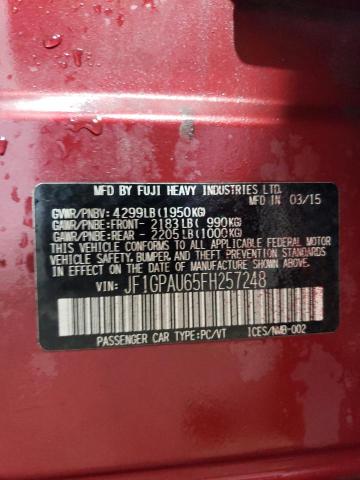 MFD BY FUJI HEAVY INDUSTRIES LTD.
GVWR/PNBV: 4299LB(1950KG) MADE IN 03/15
GAWR/PNBE:FRONT- 2183LB( 990KG)
GAWR/PNBE:REAR - 2205LB(1000KG)
THIS VEHICLE CONFORMS TO ALL APPLICABLE FEDERAL MOTOR
VEHICLE SAFETY, BUMPER AND THEFT PREVENTION STANDARDS
IN EFFECT ON THE DATE OF MANUFACTURE SHOWN ABOVE.
VIN: JF1GPAU65FH257248
PASSENGER CAR TYPE:PC/VT ICES/NMB-002